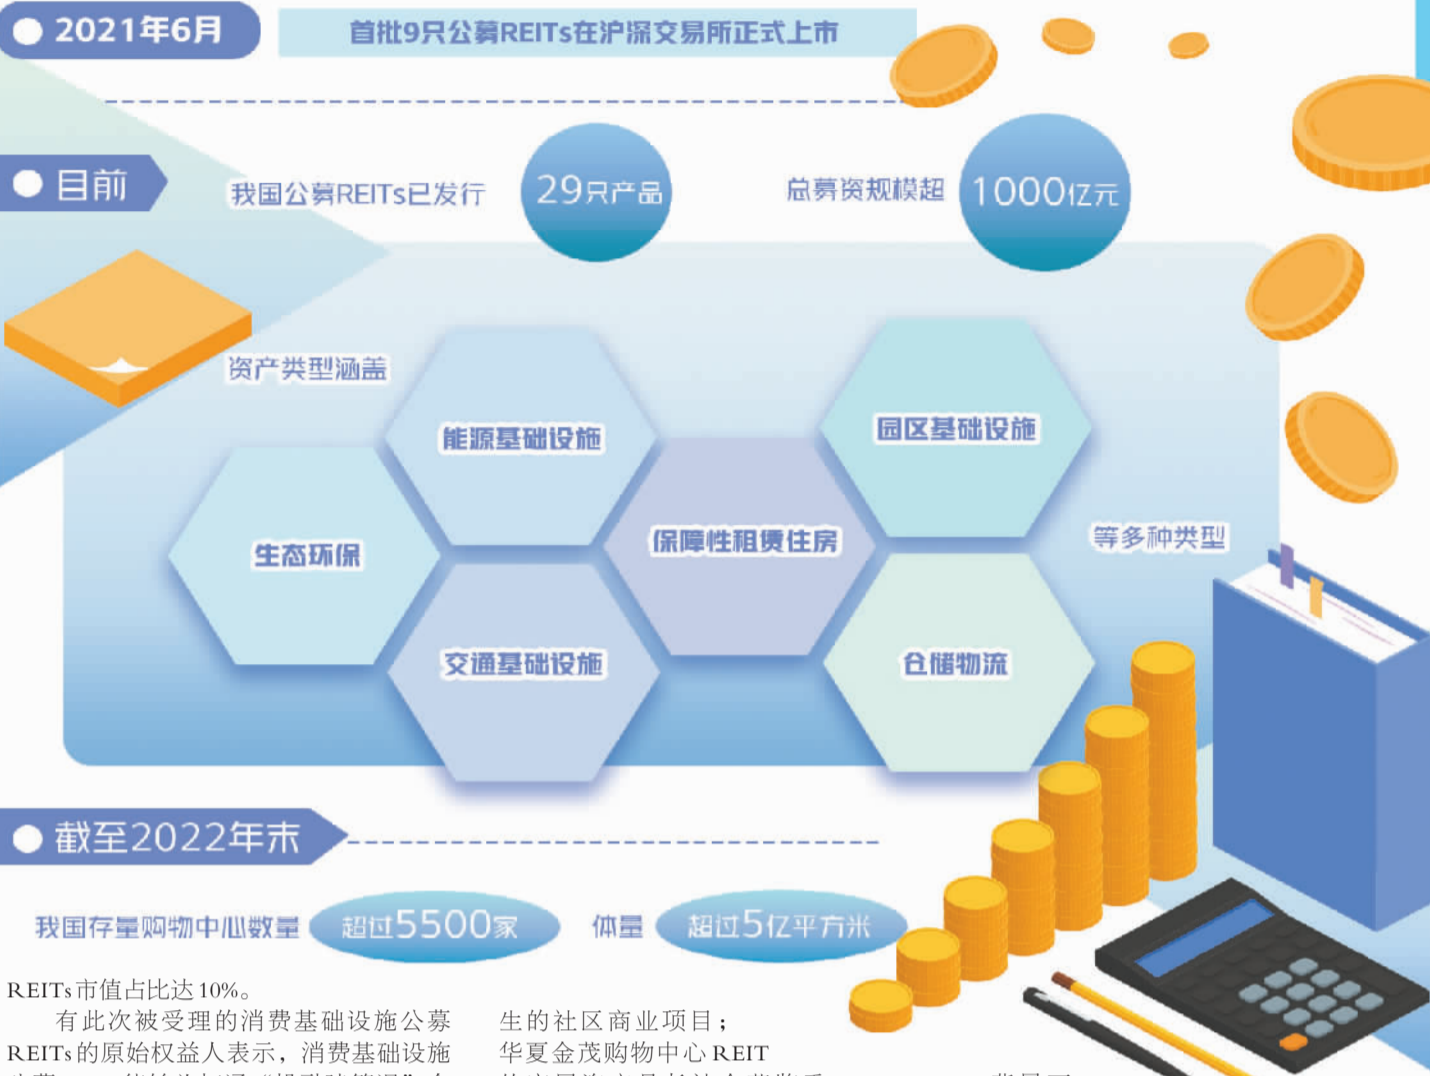 2021年6月
首批9只公募REITs在沪深交易所正式上市
目前
我国公募REITs已发行
29只产品
总募资规模超
1000亿元
资产类型涵盖
能源基础设施
园区基础设施
生态环保
保障性租赁住房
等多种类型
交通基础设施
仓储物流
截至2022年末
我国存量购物中心数量
超过5500家
体量
超过5亿平方米
REITs市值占比达10%。
有此次被受理的消费基础设施公募
REITs的原始权益人表示，消费基础设施
生的社区商业项目；
华夏金茂购物中心REIT